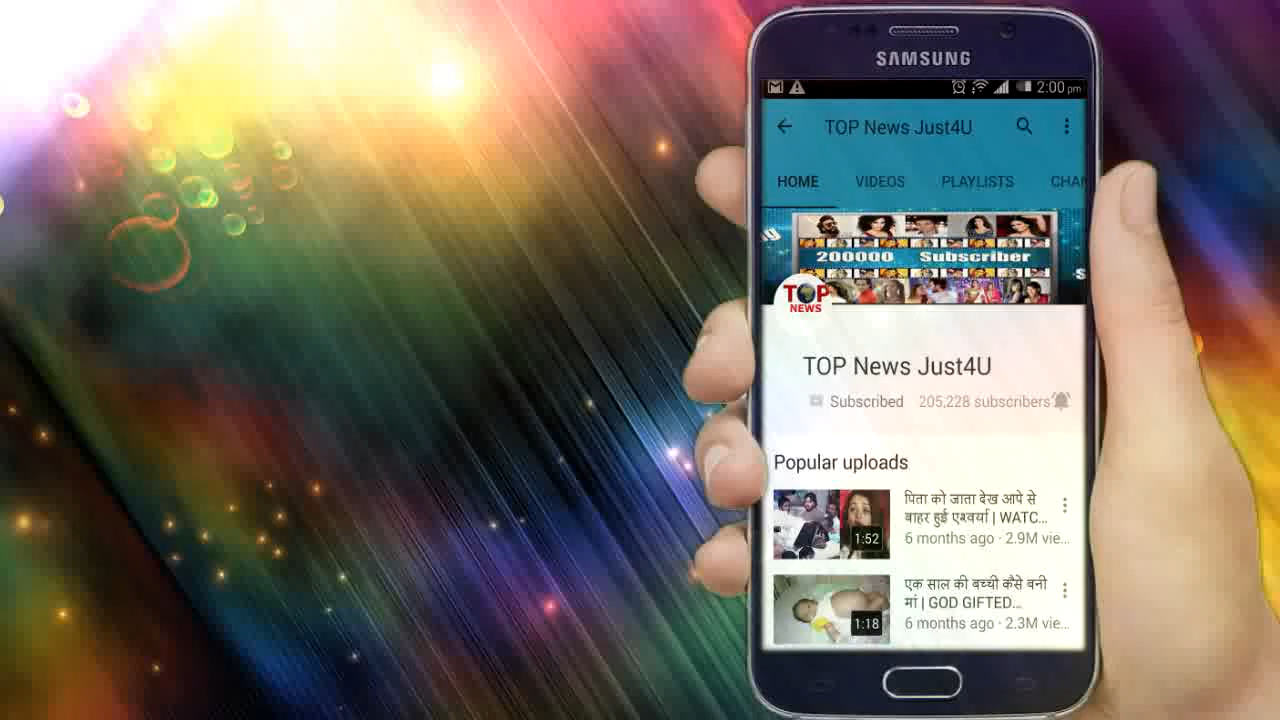 SAMSUNG
2:00 pm
TOP News Just4U
HOME VIDEOS PLAYLISTS CHAN
200000 Subscriber
TOP
NEWS
TOP News Just4U
Subscribed 205,228 subscribers
Popular uploads
पिता को जाता देख आपे से
बाहर हुई एश्वर्या | WATC...
1:52
6 months ago · 2.9M vie...
एक साल की बच्ची कैसे बनी
मां | GOD GIFTED...
1:18
6 months ago · 2.3M vie...